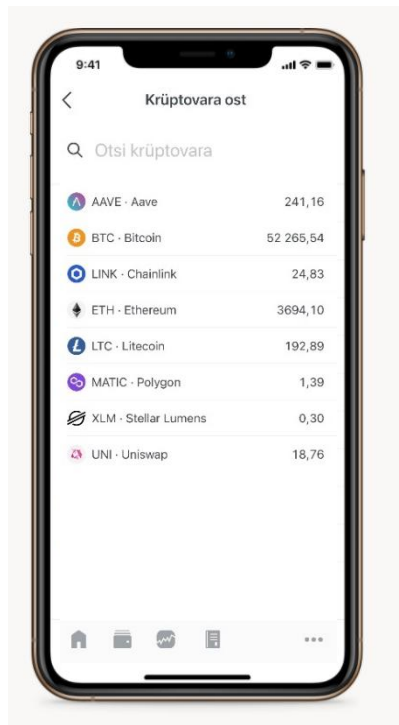 9:41
Krüptovara ost
Otsi krüptovara
AAVE · Aave 241,16
BTC · Bitcoin 52 265,54
LINK · Chainlink 24,83
ETH · Ethereum 3694,10
LTC · Litecoin 192,89
MATIC · Polygon 1,39
XLM · Stellar Lumens 0,30
UNI · Uniswap 18,76